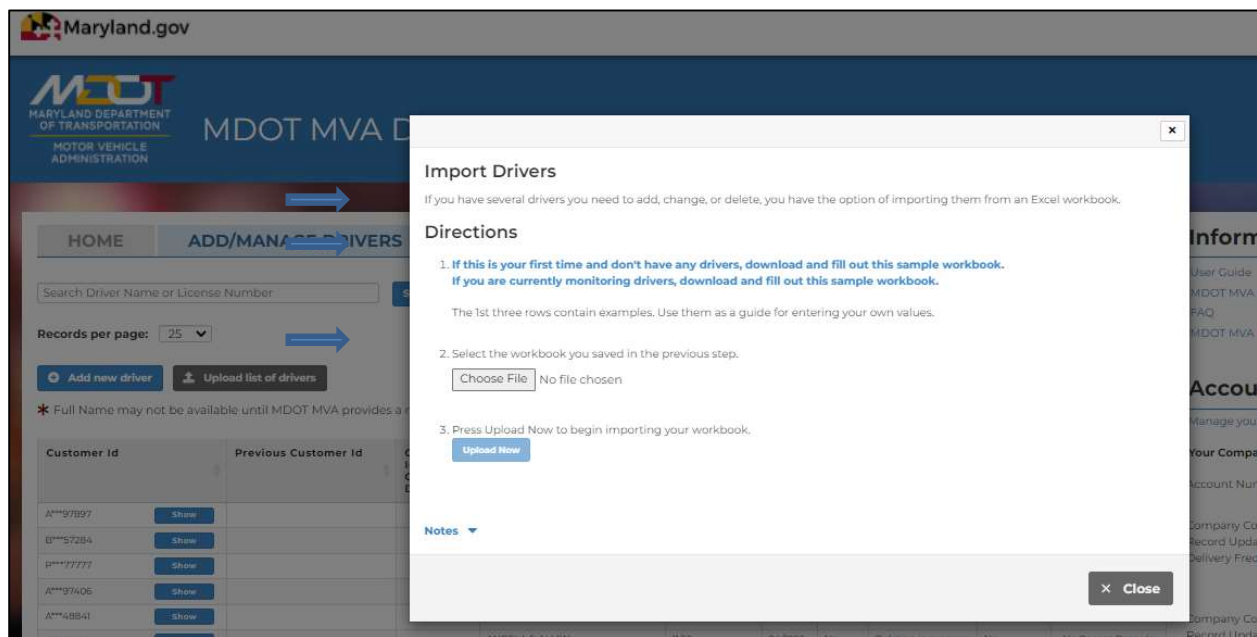 Maryland.gov
MDOT
MARYLAND DEPARTMENT
OF TRANSPORTATION
MOTOR VEHICLE
ADMINISTRATION
MDOT MVA D
×
Import Drivers
If you have several drivers you need to add, change, or delete, you have the option of importing them from an Excel workbook.
Directions
1. If this is your first time and don't have any drivers, download and fill out this sample workbook.
If you are currently monitoring drivers, download and fill out this sample workbook.
The 1st three rows contain examples. Use them as a guide for entering your own values.
2. Select the workbook you saved in the previous step.
Choose File No file chosen
3. Press Upload Now to begin importing your workbook.
Upload Now
Notes
× Close
HOME ADD/MANAGE DRIVERS
Search Driver Name or License Number
Records per page: 25
Add new driver Upload list of drivers
* Full Name may not be available until MDOT MVA provides a
Customer Id Previous Customer Id
A***97897 Show
B***57284 Show
P***77777 Show
A***97406 Show
A***48841 Show
Inform
User Guide
MDOT MVA
FAQ
MDOT MVA
Accou
Manage you
Your Compa
Account Num
Company Co
Record Upda
Delivery Freq
Company Co
Record Upda